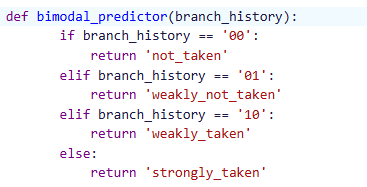 def bimodal_predictor(branch_history):
    if branch_history == '00':
        return 'not_taken'
    elif branch_history == '01':
        return 'weakly_not_taken'
    elif branch_history == '10':
        return 'weakly_taken'
    else:
        return 'strongly_taken'